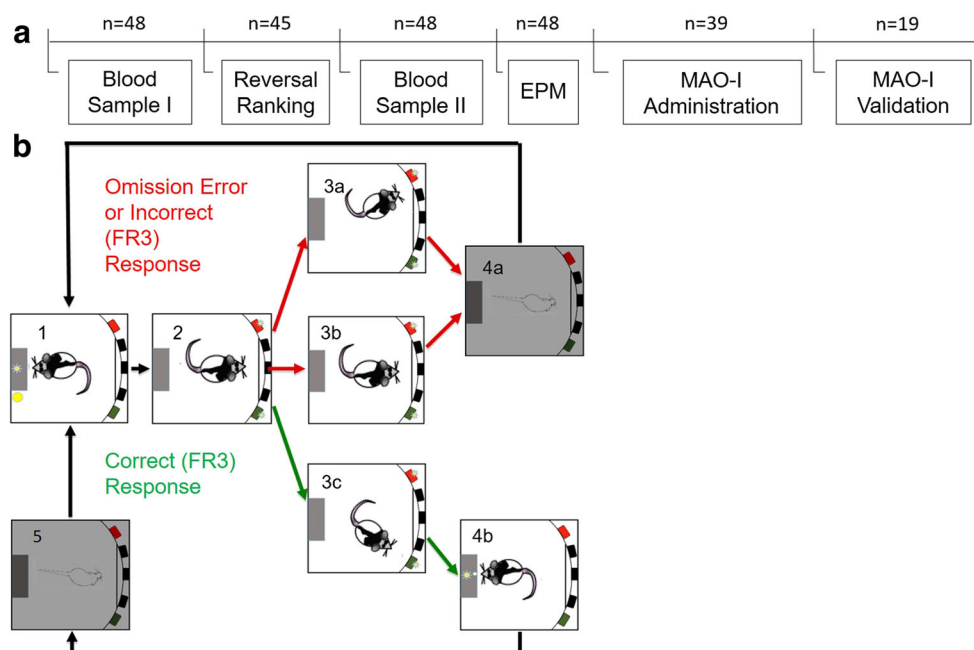 a
n=48 n=45 n=48 n=48 n=39 n=19
Blood Sample I
Reversal Ranking
Blood Sample II
EPM
MAO-I Administration
MAO-I Validation
b
Omission Error
or Incorrect
(FR3)
Response
3a
4a
1
2
3b
Correct (FR3)
Response
3c
5
4b